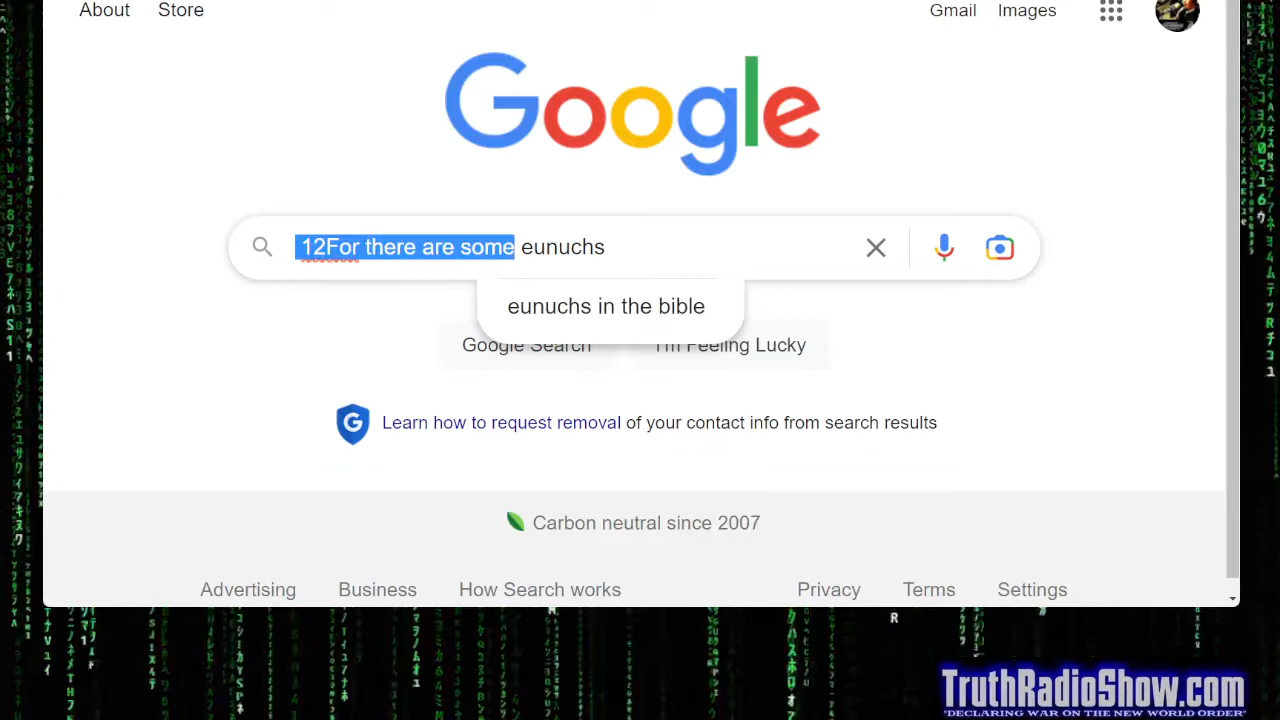 About Store Gmail Images
Google
12For there are some eunuchs
eunuchs in the bible
Google Search I'm Feeling Lucky
Learn how to request removal of your contact info from search results
Carbon neutral since 2007
Advertising Business How Search works Privacy Terms Settings
TruthRadioShow.com
"DECLARING WAR ON THE NEW WORLD ORDER"